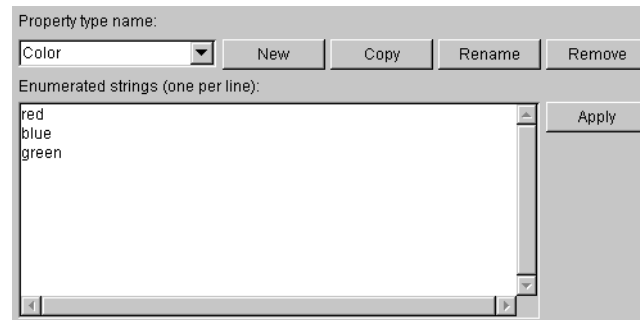 Property type name:
Color New Copy Rename Remove
Enumerated strings (one per line):
red
blue
green
Apply